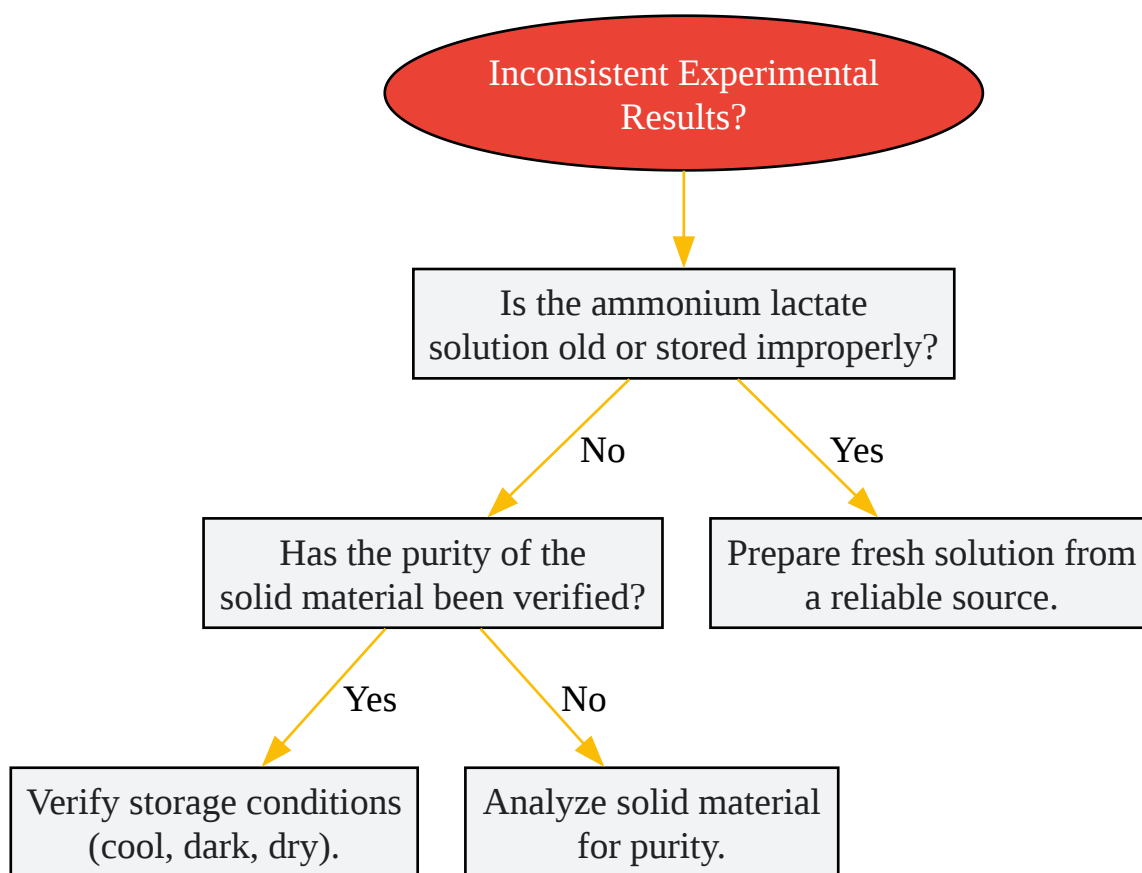 Inconsistent Experimental
Results?
Is the ammonium lactate
solution old or stored improperly?
No
Yes
Has the purity of the
solid material been verified?
Prepare fresh solution from
a reliable source.
Yes
No
Verify storage conditions
(cool, dark, dry).
Analyze solid material
for purity.